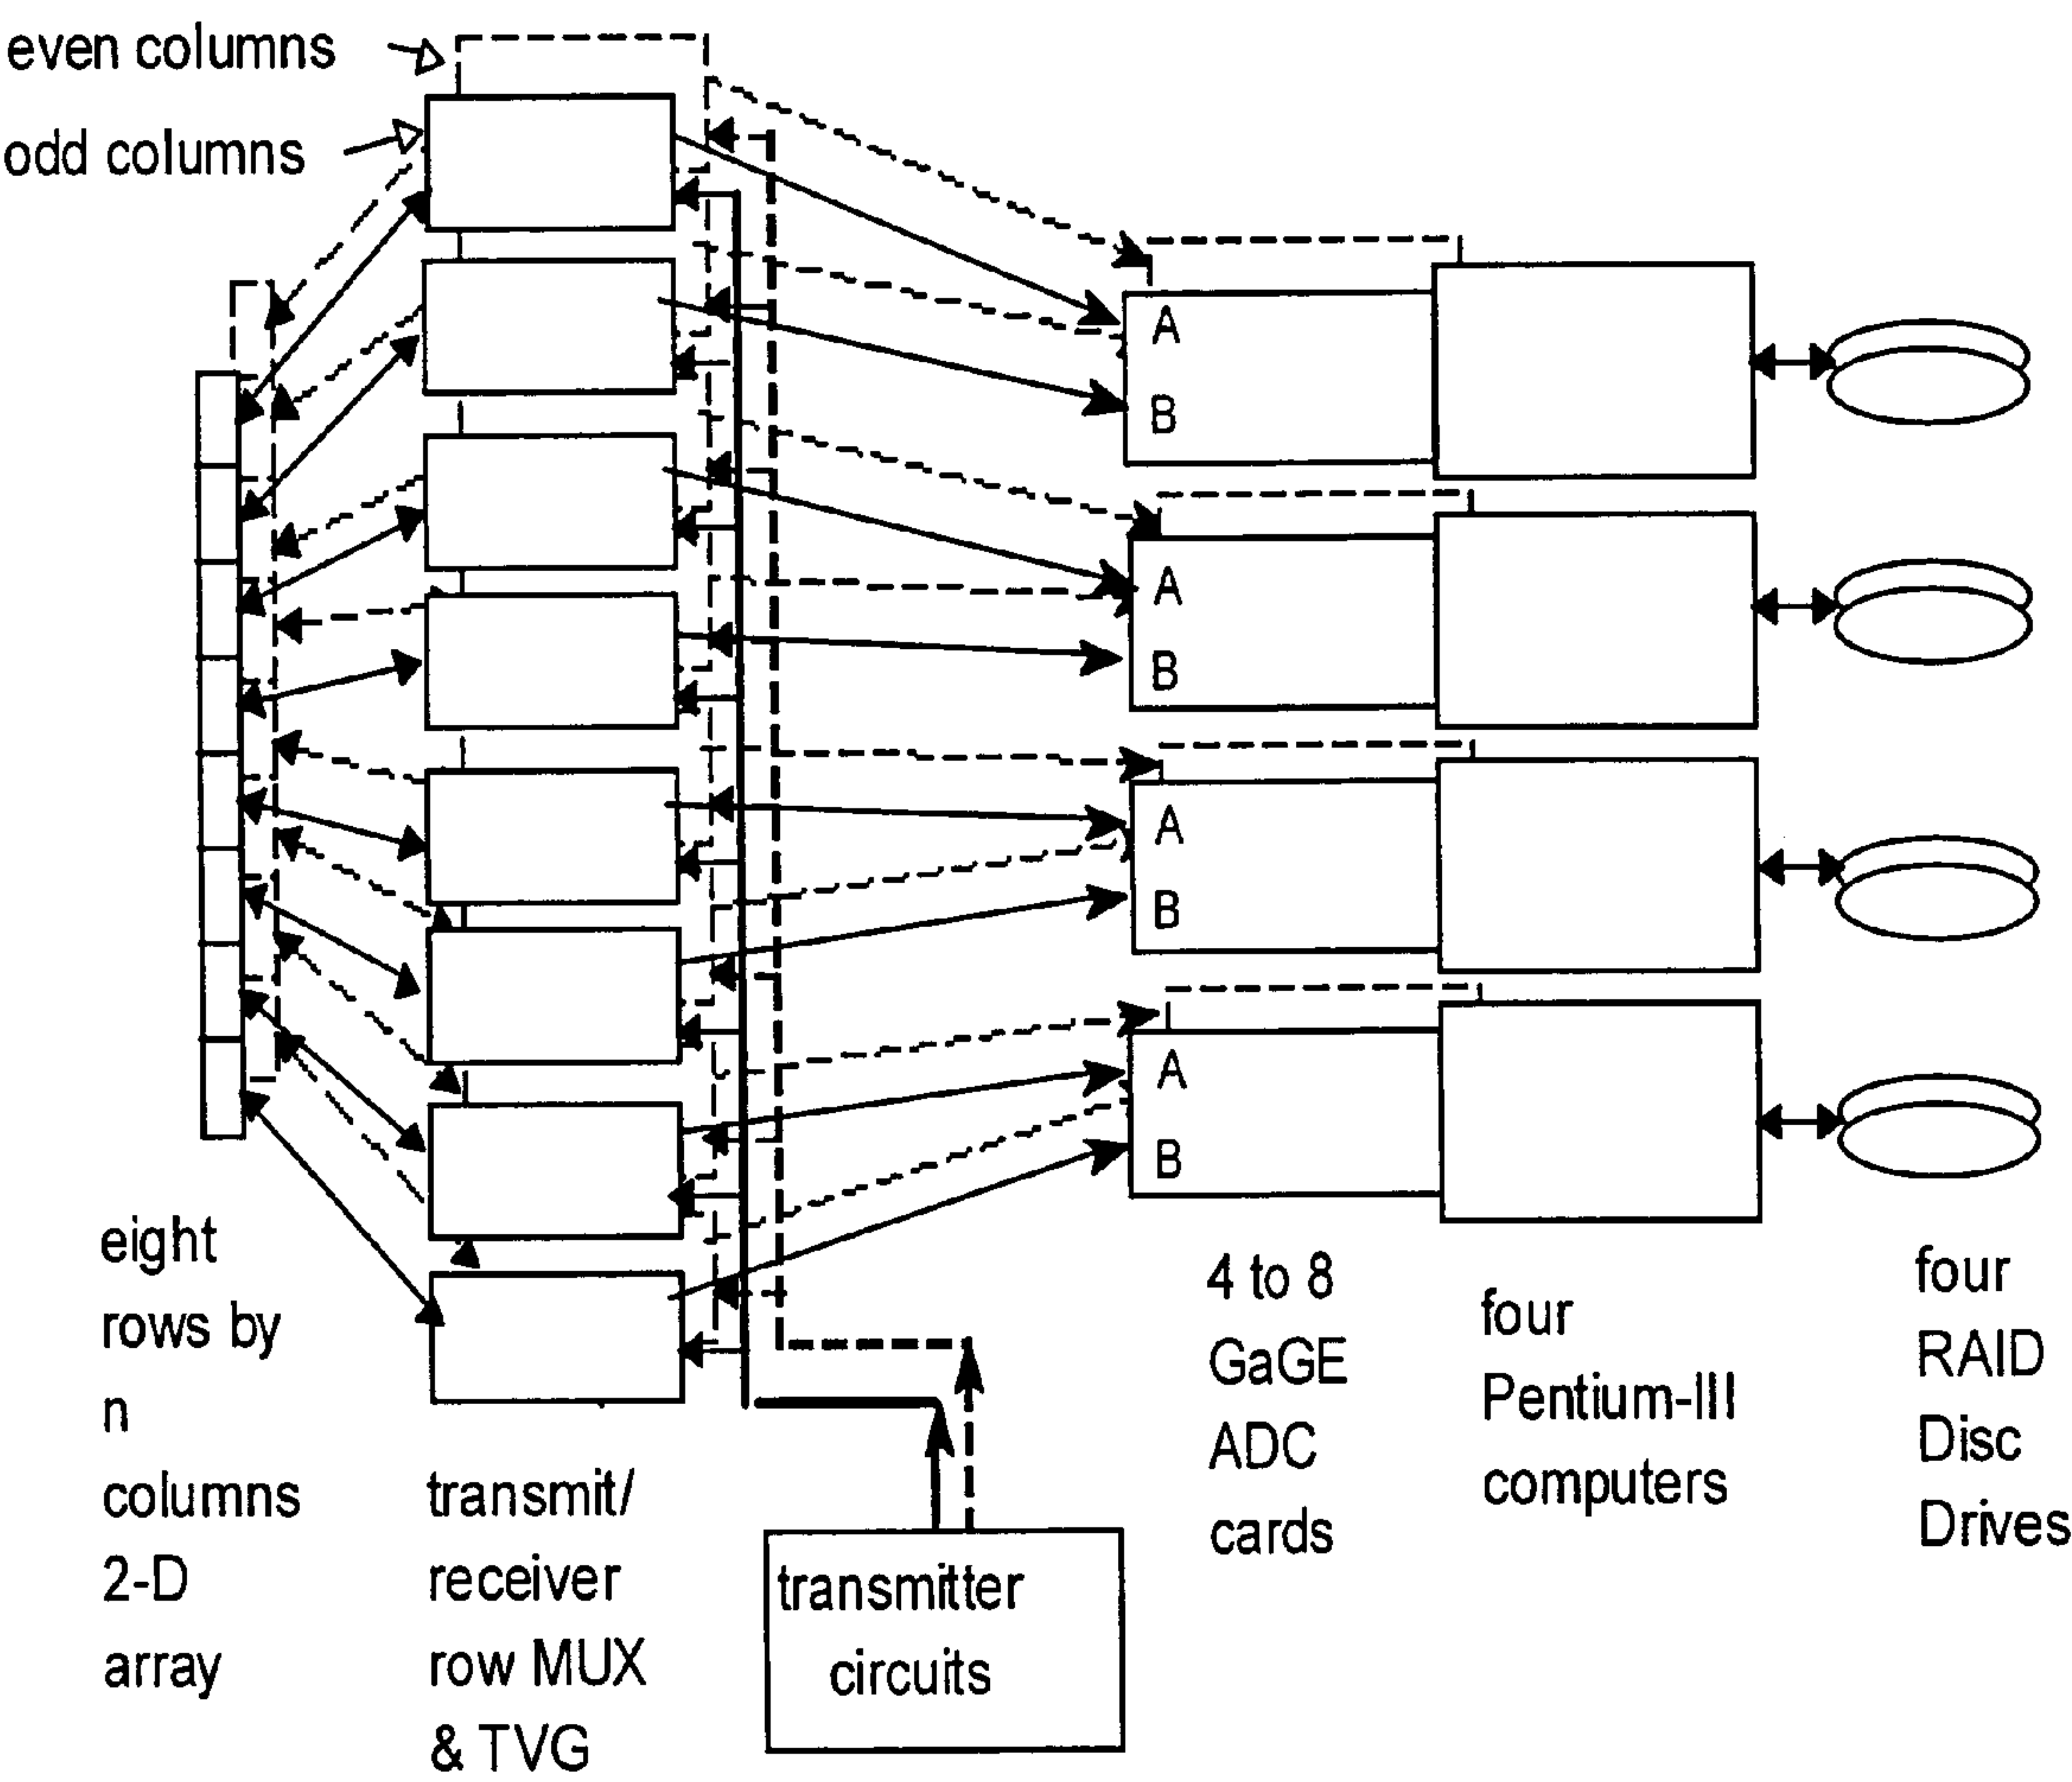 even columns
odd columns
A
B
A
B
A
B
A
B
eight
rows by
n
columns
2-D
array
transmit/
receiver
row MUX
& TVG
transmitter
circuits
4 to 8
GaGE
ADC
cards
four
Pentium-III
computers
four
RAID
Disc
Drives